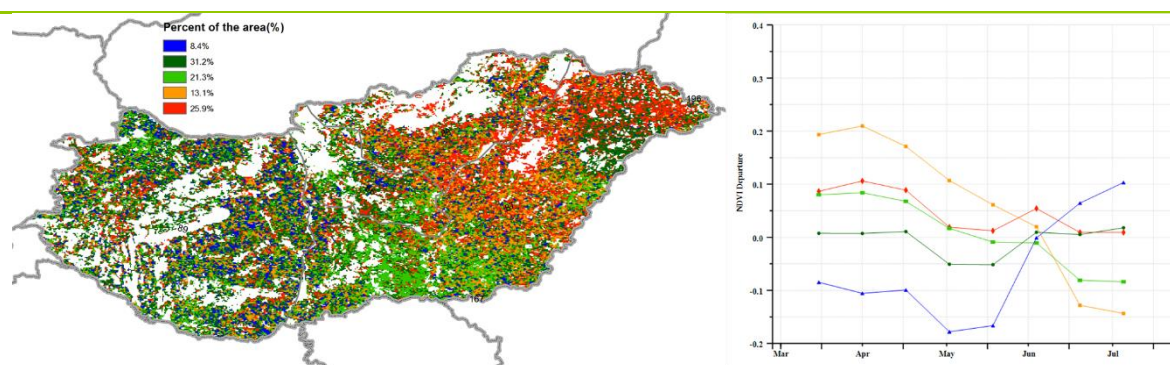 Percent of the area(%)
8.4%
31.2%
21.3%
13.1%
25.9%
196
89
167
NDVI Departure
0.4
0.3
0.2
0.1
0.0
-0.1
-0.2
Mar
Apr
May
Jun
Jul